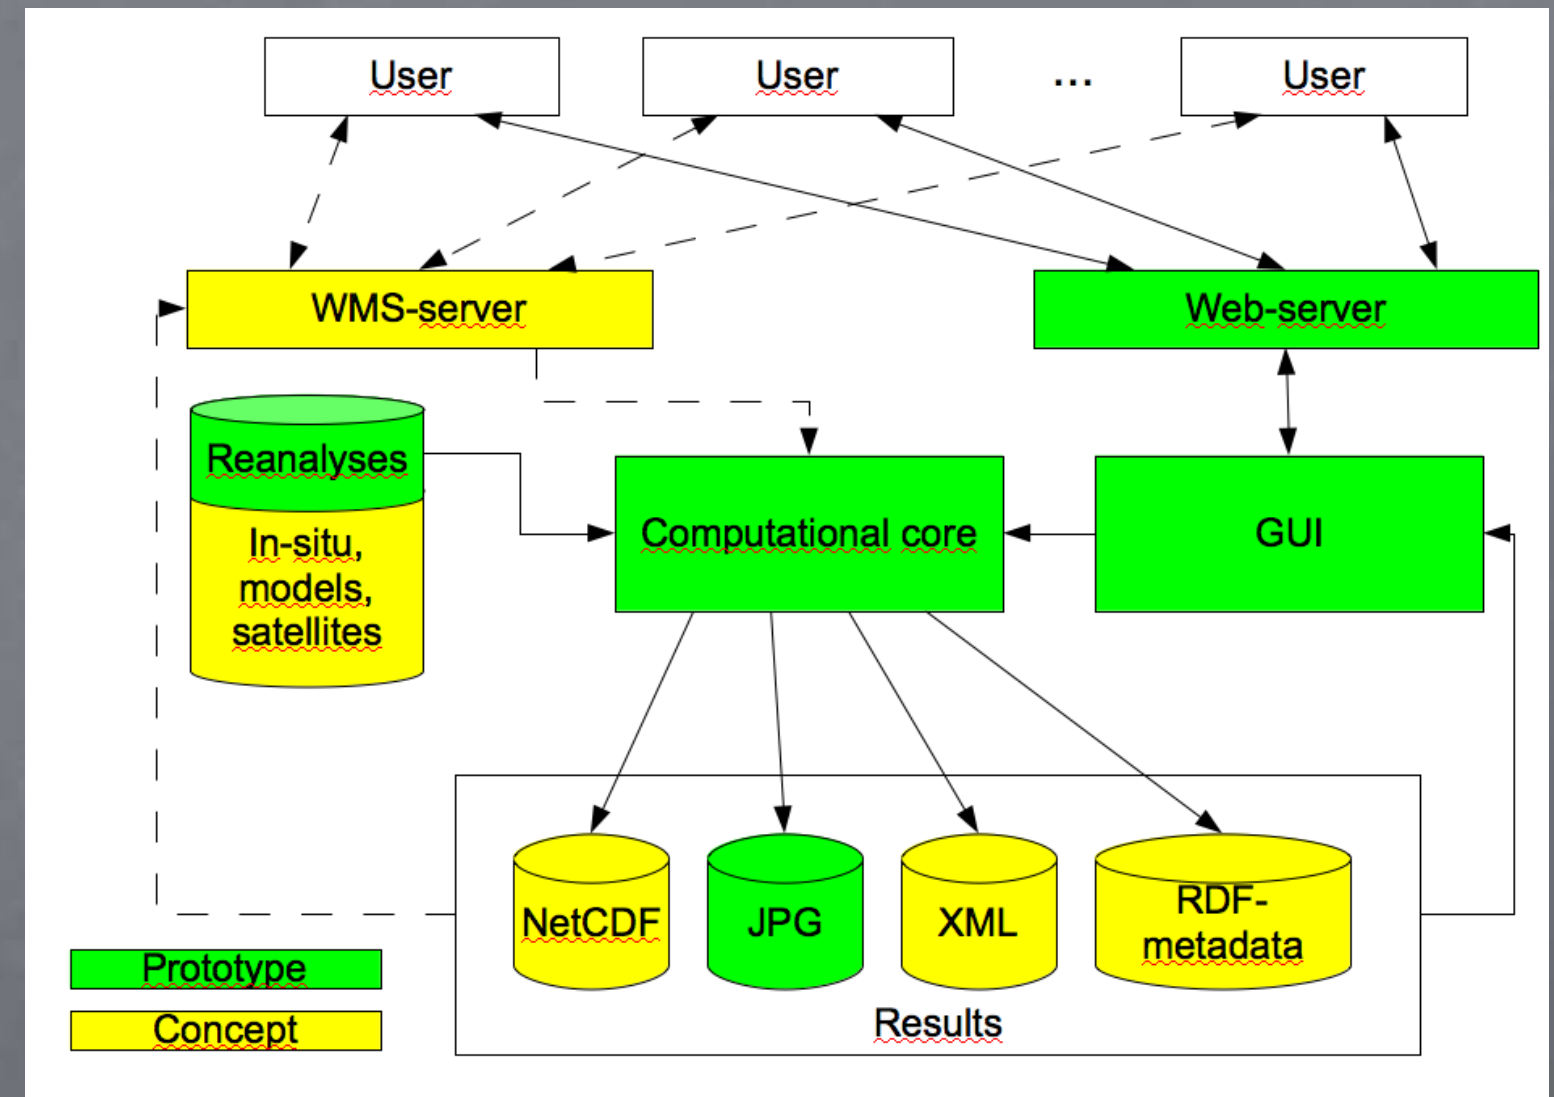 User
User
...
User
WMS-server
Web-server
Reanalyses
In-situ,
models,
satellites
Computational core
GUI
NetCDF
JPG
XML
RDF-
metadata
Results
Prototype
Concept